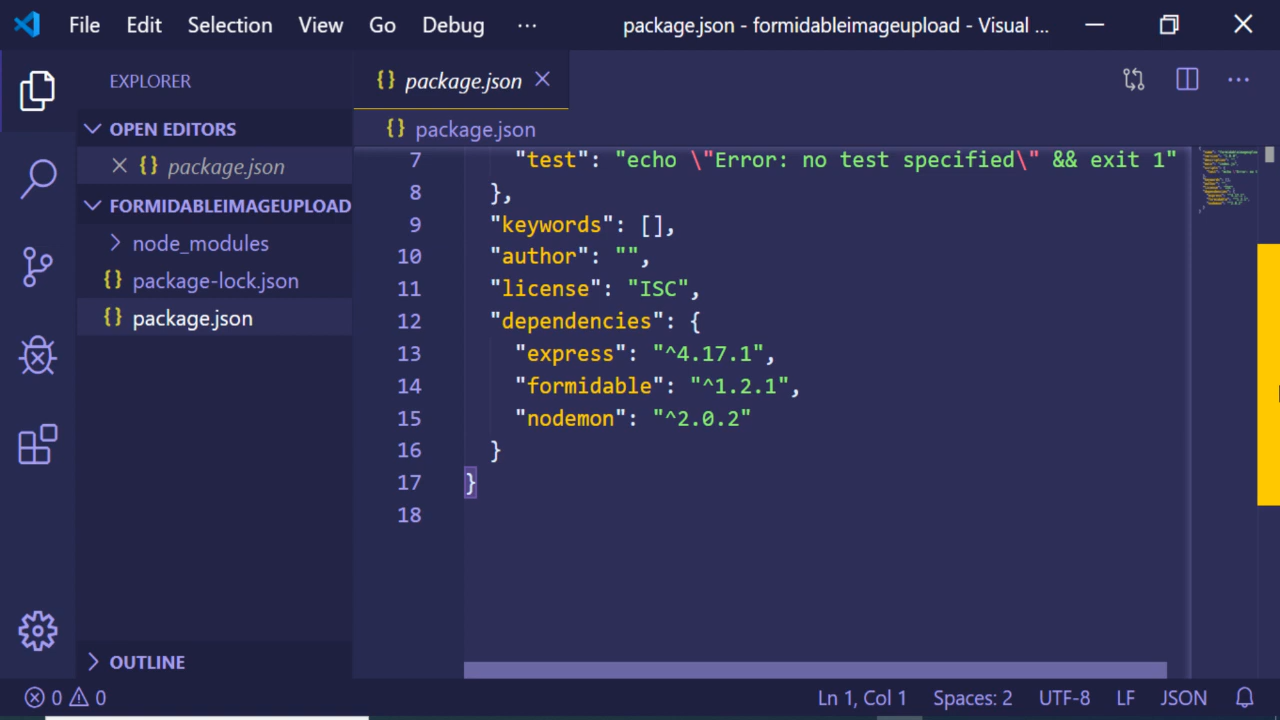 File Edit Selection View Go Debug ··· package.json - formidableimageupload - Visual ...
EXPLORER
OPEN EDITORS
{} package.json
FORMIDABLEIMAGEUPLOAD
node_modules
{} package-lock.json
{} package.json
OUTLINE
{} package.json
{} package.json
7 "test": "echo \"Error: no test specified\" && exit 1"
8 },
9 "keywords": [],
10 "author": "",
11 "license": "ISC",
12 "dependencies": {
13 "express": "^4.17.1",
14 "formidable": "^1.2.1",
15 "nodemon": "^2.0.2"
16 }
17 }
18
0 0 Ln 1, Col 1 Spaces: 2 UTF-8 LF JSON